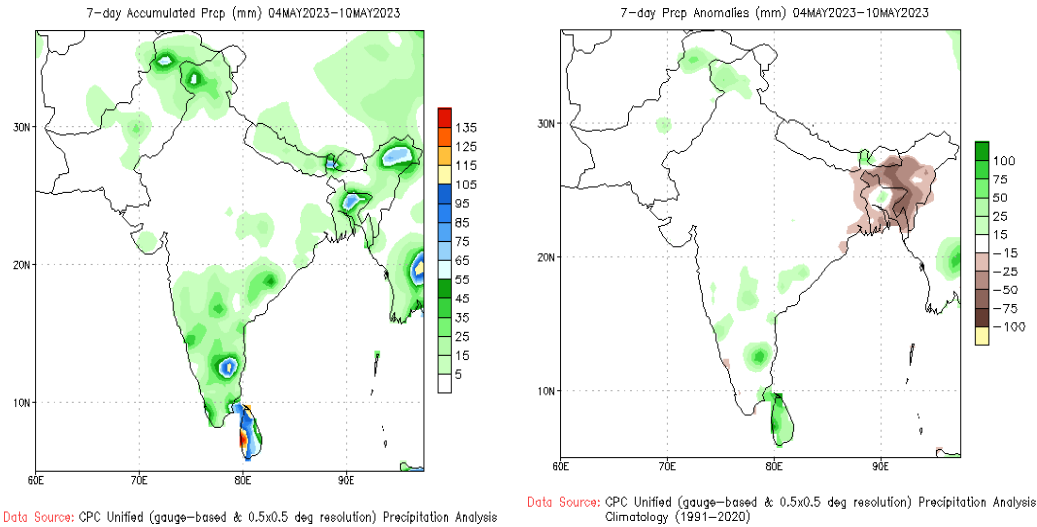 7-day Accumulated Prcp (mm) 04MAY2023-10MAY2023
30N
20N
10N
60E 70E 80E 90E
135
125
115
105
95
85
75
65
55
45
35
25
15
5
Data Source: CPC Unified (gauge-based & 0.5x0.5 deg resolution) Precipitation Analysis
7-day Prcp Anomalies (mm) 04MAY2023-10MAY2023
30N
20N
10N
60E 70E 80E 90E
100
75
50
25
15
-15
-25
-50
-75
-100
Data Source: CPC Unified (gauge-based & 0.5x0.5 deg resolution) Precipitation Analysis
Climatology (1991-2020)